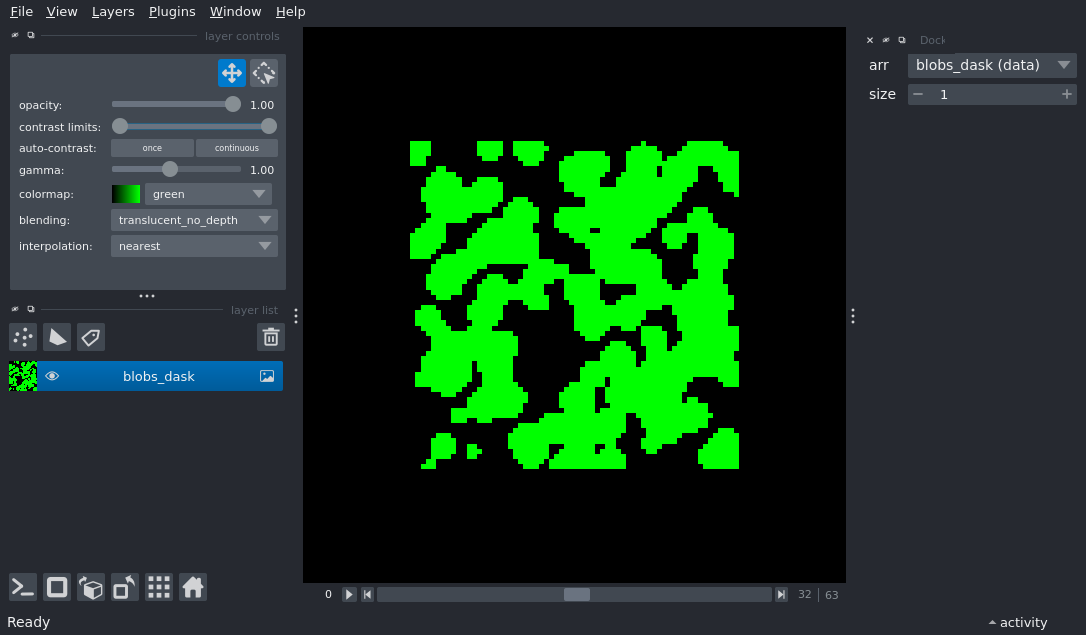 File View Layers Plugins Window Help
layer controls
opacity: 1.00
contrast limits:
auto-contrast: once continuous
gamma: 1.00
colormap: green
blending: translucent_no_depth
interpolation: nearest
layer list
blobs_dask
0 32 63
Dock
arr blobs_dask (data)
size 1
Ready
activity